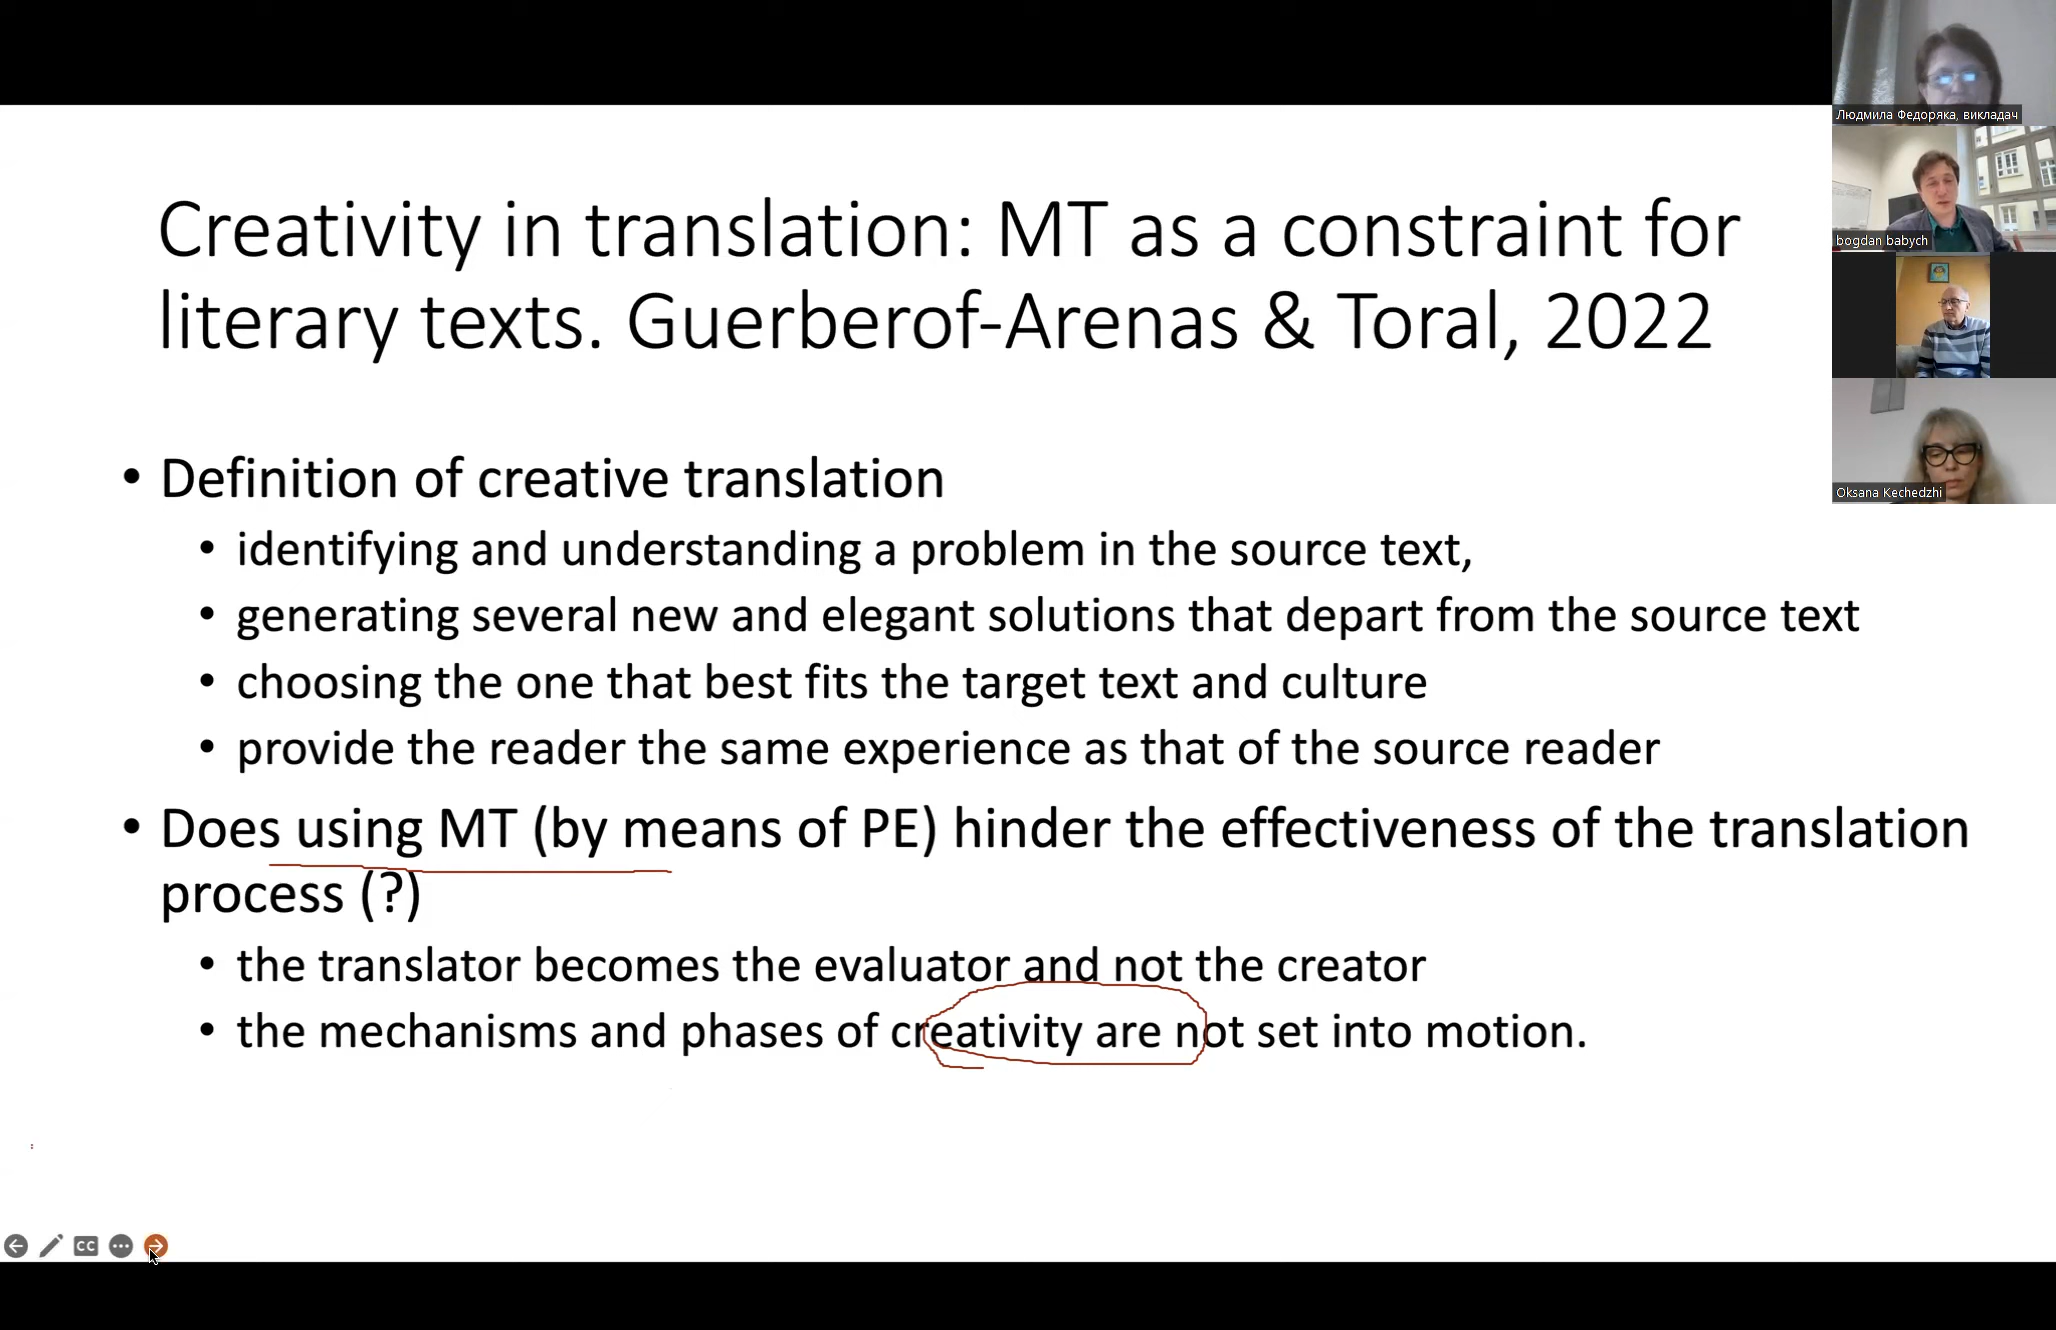 Creativity in translation: MT as a constraint for
literary texts. Guerberof-Arenas & Toral, 2022
• Definition of creative translation
• identifying and understanding a problem in the source text,
• generating several new and elegant solutions that depart from the source text
• choosing the one that best fits the target text and culture
• provide the reader the same experience as that of the source reader
• Does using MT (by means of PE) hinder the effectiveness of the translation
process (?)
• the translator becomes the evaluator and not the creator
• the mechanisms and phases of creativity are not set into motion.
CC
Людмила Федоряка, викладач
bogdan babych
Oksana Kechedzhi